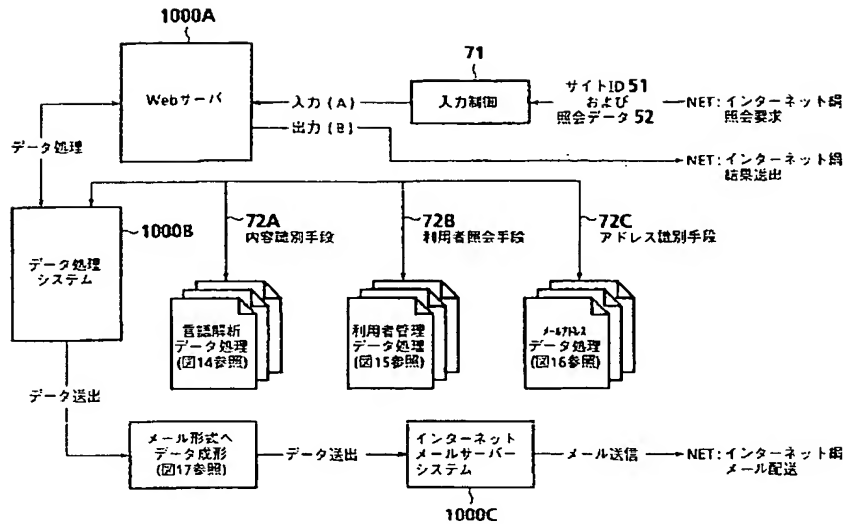 1000A
Webサーバ
71
入力制御
入力(A)
出力(B)
サイトID 51
および
照会データ 52
NET:インターネット網
照会要求
NET:インターネット網
結果送出
データ処理
1000B
データ処理
システム
72A
内容識別手段
72B
利用者照会手段
72C
アドレス識別手段
言語解析
データ処理
(図14参照)
利用者管理
データ処理
(図15参照)
メールアドレス
データ処理
(図16参照)
データ送出
メール形式へ
データ成形
(図17参照)
データ送出
インターネット
メールサーバー
システム
メール送信
NET:インターネット網
メール配送
1000C